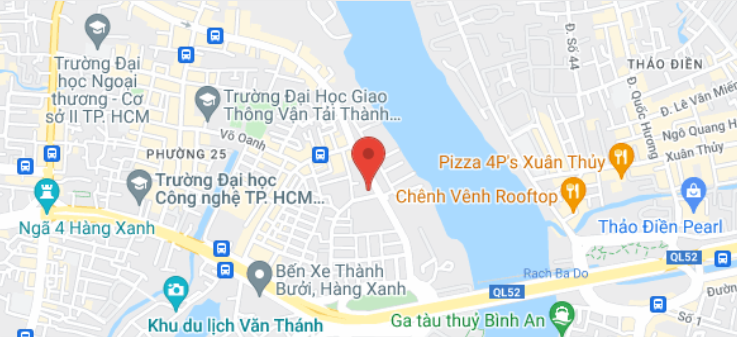 Trường Đại
học Ngoại
thương - Cơ
sở II TP. HCM
PHƯỜNG 25
Trường Đại Học Giao
Thông Vận Tải Thành...
Võ Oanh
Trường Đại học
Công nghệ TP. HCM...
Ngã 4 Hàng Xanh
Bến Xe Thành
Bưởi, Hàng Xanh
Khu du lịch Văn Thánh
Đ. Số 44
THẢO ĐIỀN
Đ. Quốc Hương
Đ. Lê Văn Miến
Ngô Quang H
Xuân Thủy
Pizza 4P's Xuân Thủy
Chênh Vênh Rooftop
Thảo Điền Pearl
Rach Ba Do
QL52
QL52
Ga tàu thuỷ Bình An
Đường
Số 1